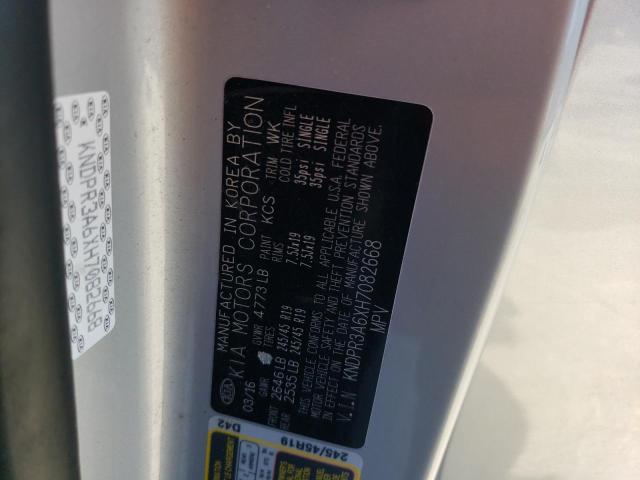 KNDPR3A6XH7082668
MANUFACTURED IN KOREA BY
KIA MOTORS CORPORATION
03/16 GVWR 4773LB PAINT KCS TRIM WK
GAWR TIRES RIMS COLD TIRE INFL
FRONT 2646LB 245/45 R19 7.5Jx19 35psi SINGLE
REAR 2535LB 245/45 R19 7.5Jx19 35psi SINGLE
THIS VEHICLE CONFORMS TO ALL APPLICABLE U.S.A. FEDERAL
MOTOR VEHICLE SAFETY AND THEFT PREVENTION STANDARDS
IN EFFECT ON THE DATE OF MANUFACTURE SHOWN ABOVE.
V.I.N KNDPR3A6XH7082668
MPV
D42
245/45R19